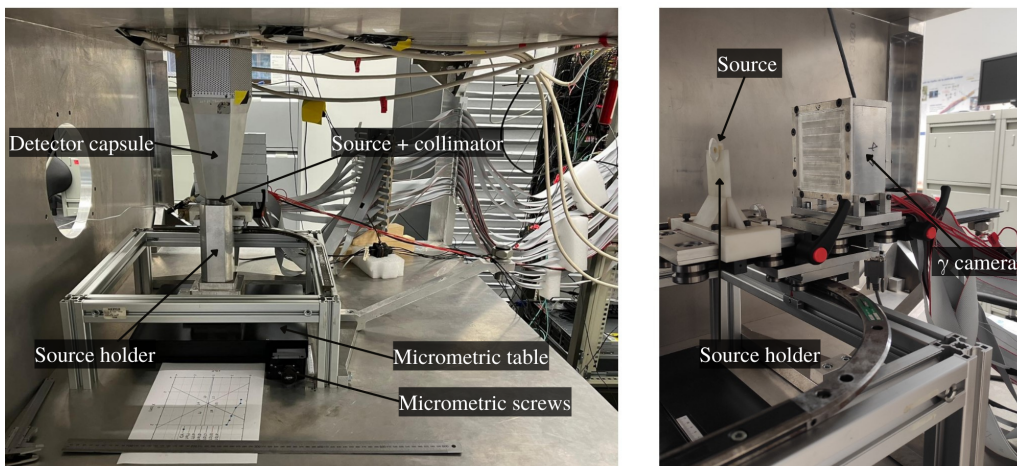 Detector capsule
Source + collimator
Source holder
Micrometric table
Micrometric screws
Source
γ camera
Source holder